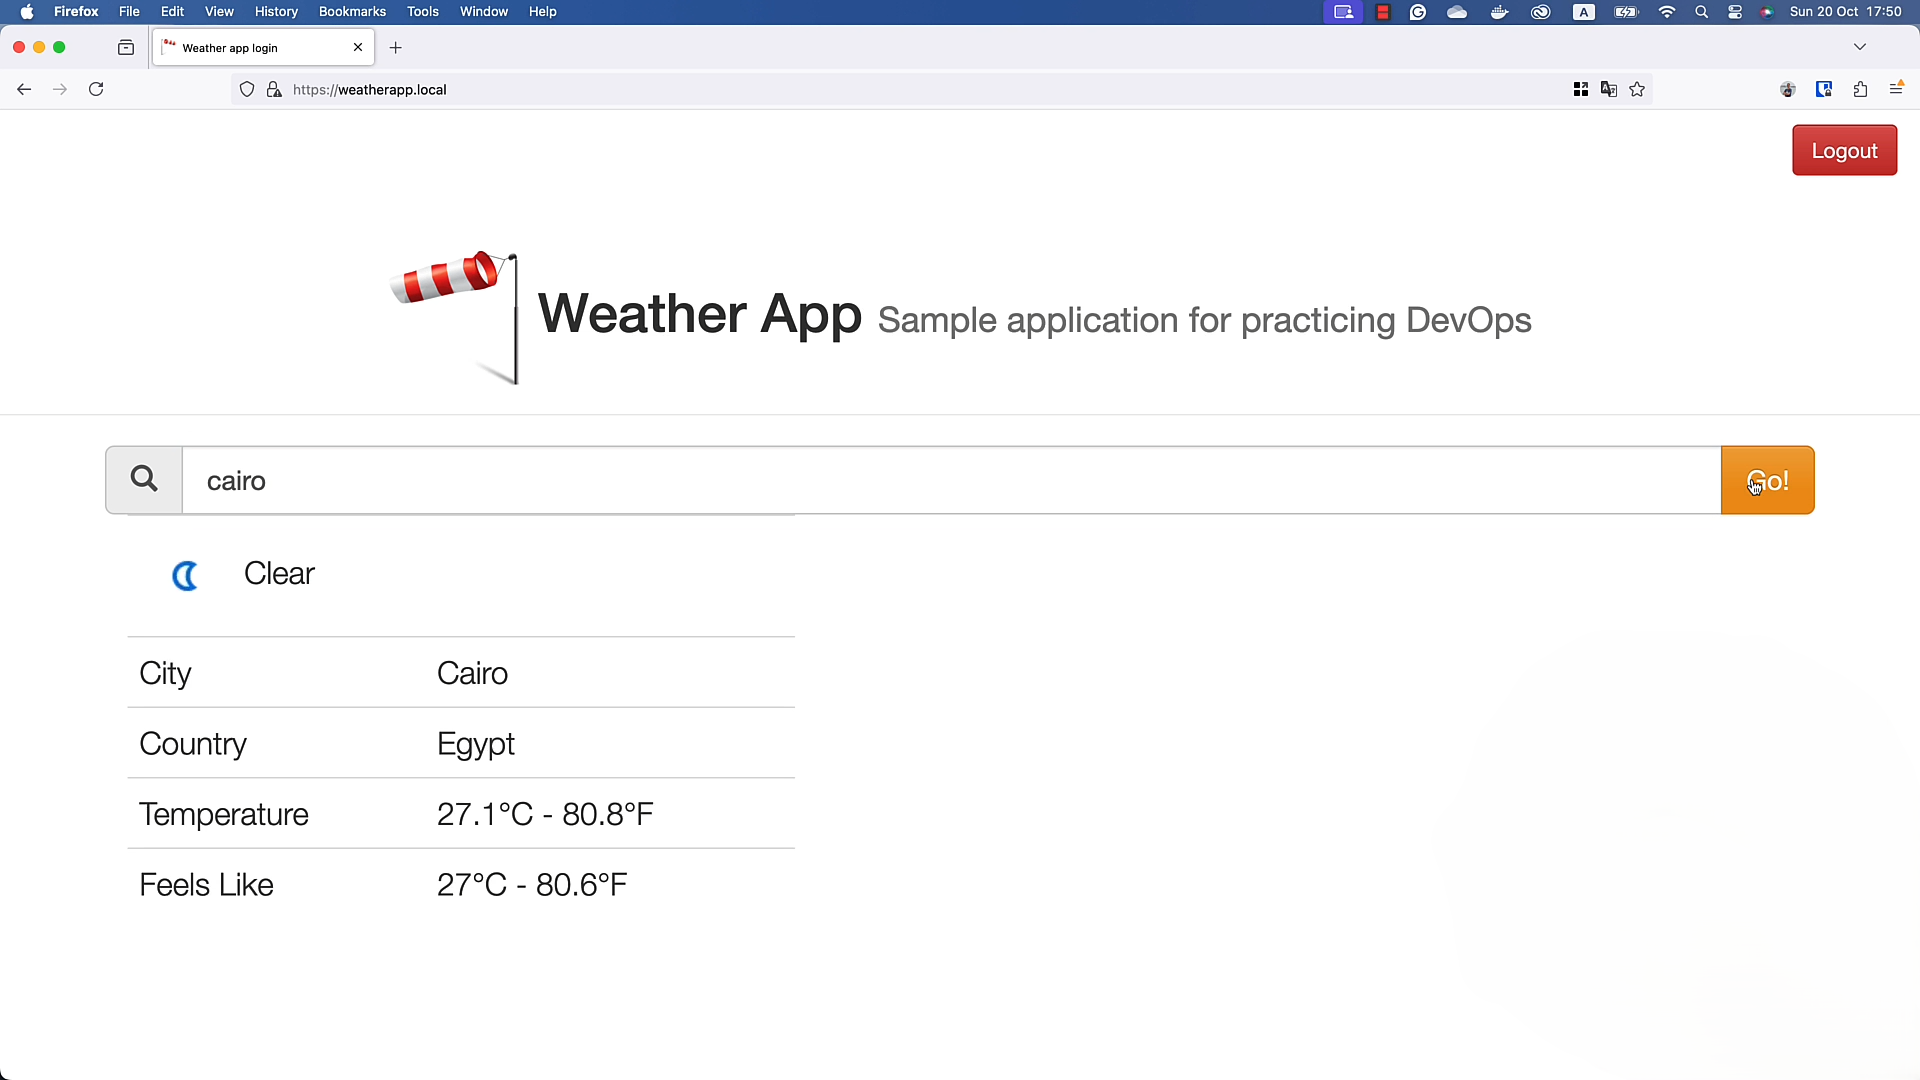 Firefox File Edit View History Bookmarks Tools Window Help A Sun 20 Oct 17:50
Weather app login
https://weatherapp.local
Logout
Weather App Sample application for practicing DevOps
cairo Go!
Clear
City Cairo
Country Egypt
Temperature 27.1°C - 80.8°F
Feels Like 27°C - 80.6°F